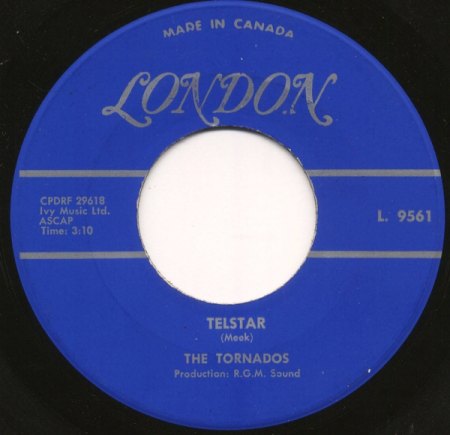 MADE IN CANADA
LONDON
CPDRF 29618
Ivy Music Ltd.
ASCAP
Time: 3:10
L. 9561
TELSTAR
(Meek)
THE TORNADOS
Production: R.G.M. Sound